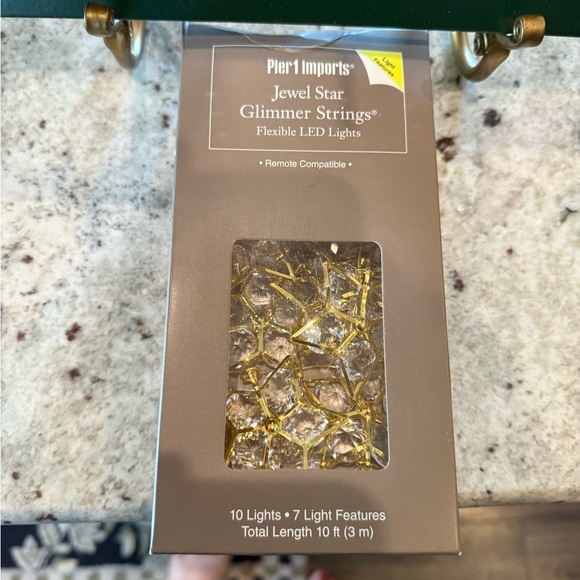 Pier1 Imports®
Light
Features
Jewel Star
Glimmer Strings®
Flexible LED Lights
• Remote Compatible •
10 Lights • 7 Light Features
Total Length 10 ft (3 m)